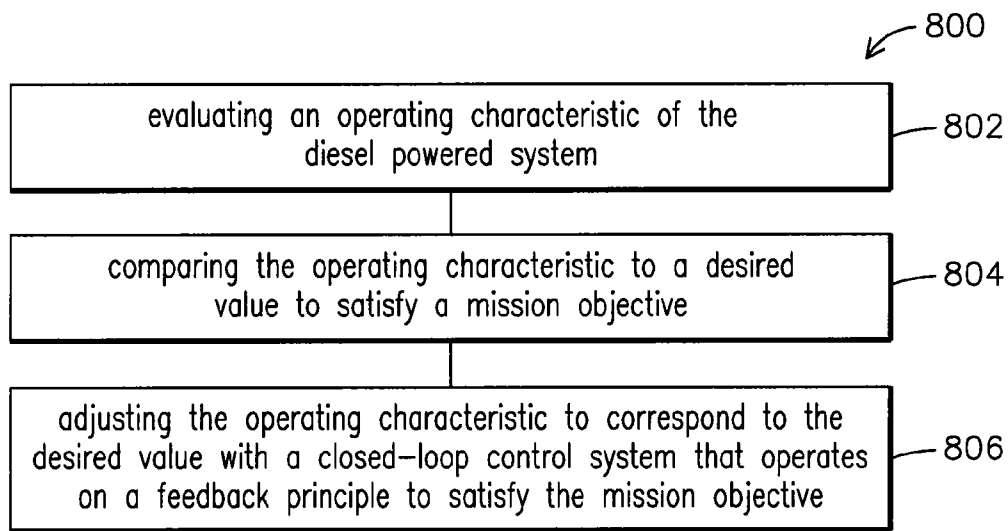 800
evaluating an operating characteristic of the
diesel powered system
802
comparing the operating characteristic to a desired
value to satisfy a mission objective
804
adjusting the operating characteristic to correspond to the
desired value with a closed-loop control system that operates
on a feedback principle to satisfy the mission objective
806